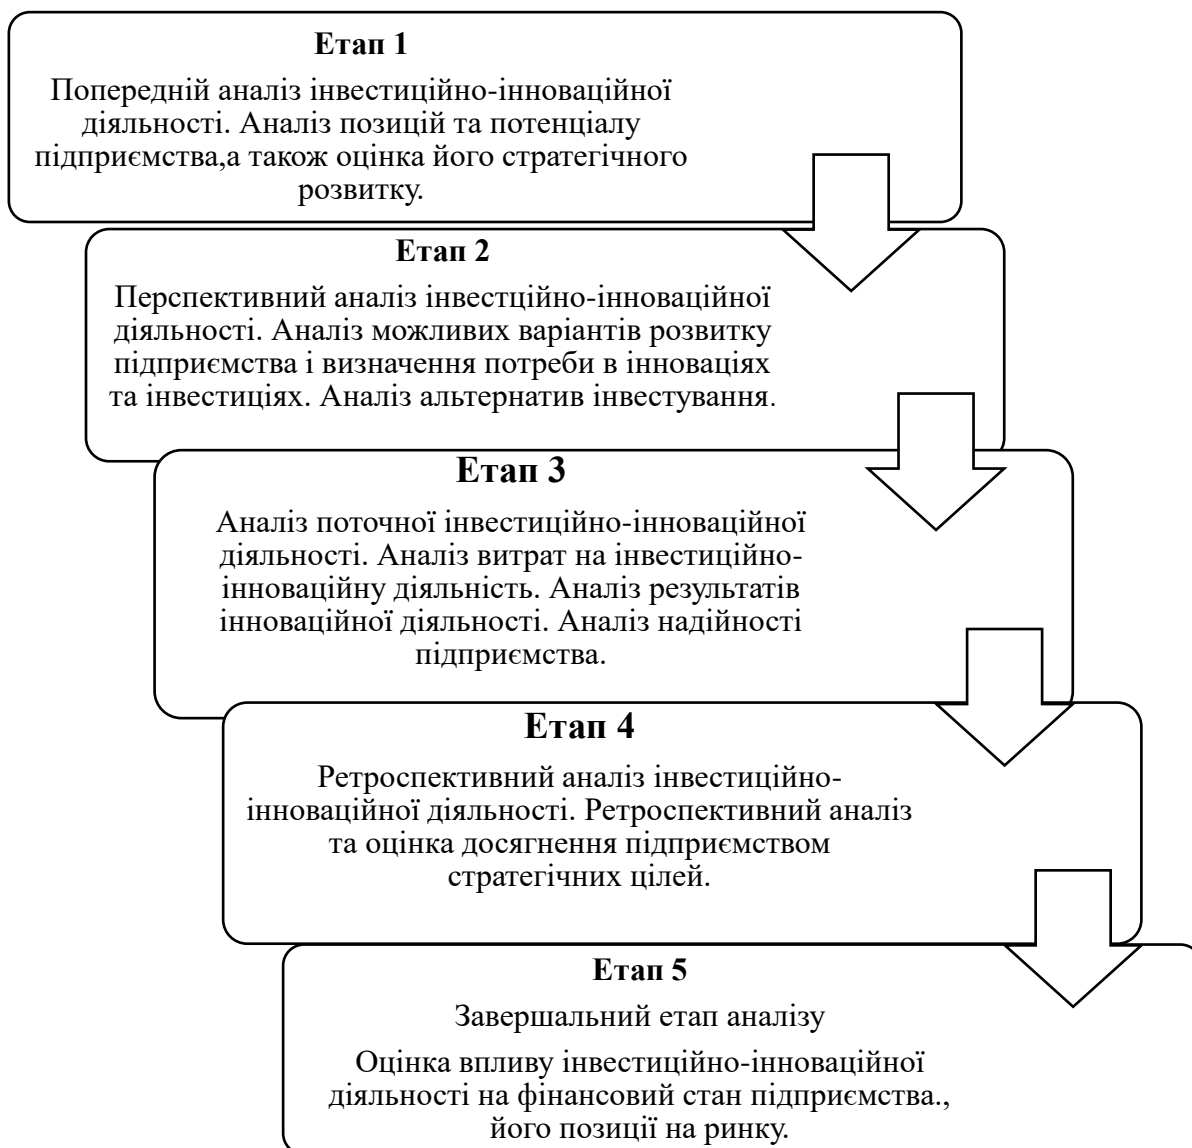 Етап 1
Попередній аналіз інвестиційно-інноваційної
діяльності. Аналіз позицій та потенціалу
підприємства,а також оцінка його стратегічного
розвитку.
Етап 2
Перспективний аналіз інвестційно-інноваційної
діяльності. Аналіз можливих варіантів розвитку
підприємства і визначення потреби в інноваціях
та інвестиціях. Аналіз альтернатив інвестування.
Етап 3
Аналіз поточної інвестиційно-інноваційної
діяльності. Аналіз витрат на інвестиційно-
інноваційну діяльність. Аналіз результатів
інноваційної діяльності. Аналіз надійності
підприємства.
Етап 4
Ретроспективний аналіз інвестиційно-
інноваційної діяльності. Ретроспективний аналіз
та оцінка досягнення підприємством
стратегічних цілей.
Етап 5
Завершальний етап аналізу
Оцінка впливу інвестиційно-інноваційної
діяльності на фінансовий стан підприємства.,
його позиції на ринку.